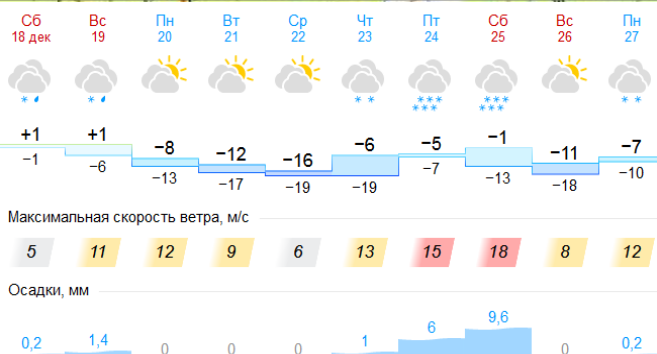 Сб Вс Пн Вт Ср Чт Пт Сб Вс Пн
18 дек 19 20 21 22 23 24 25 26 27
+1 +1 −8 −12 −16 −6 −5 −1 −11 −7
−1 −6 −13 −17 −19 −19 −7 −13 −18 −10
Максимальная скорость ветра, м/с
5 11 12 9 6 13 15 18 8 12
Осадки, мм
0,2 1,4 0 0 0 1 6 9,6 0 0,2